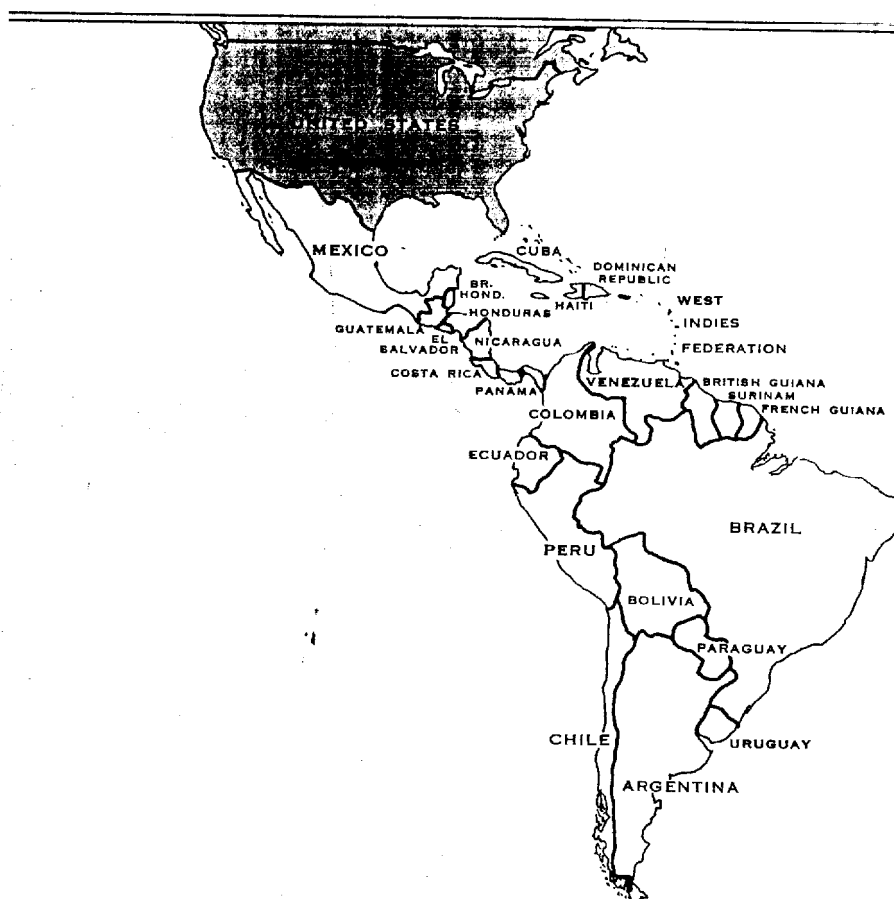 UNITED STATES
MEXICO
CUBA
DOMINICAN
REPUBLIC
BR.
HOND.
HAITI
WEST
INDIES
FEDERATION
HONDURAS
GUATEMALA
EL
SALVADOR
NICARAGUA
COSTA RICA
PANAMA
VENEZUELA
BRITISH GUIANA
SURINAM
FRENCH GUIANA
COLOMBIA
ECUADOR
BRAZIL
PERU
BOLIVIA
PARAGUAY
CHILE
URUGUAY
ARGENTINA